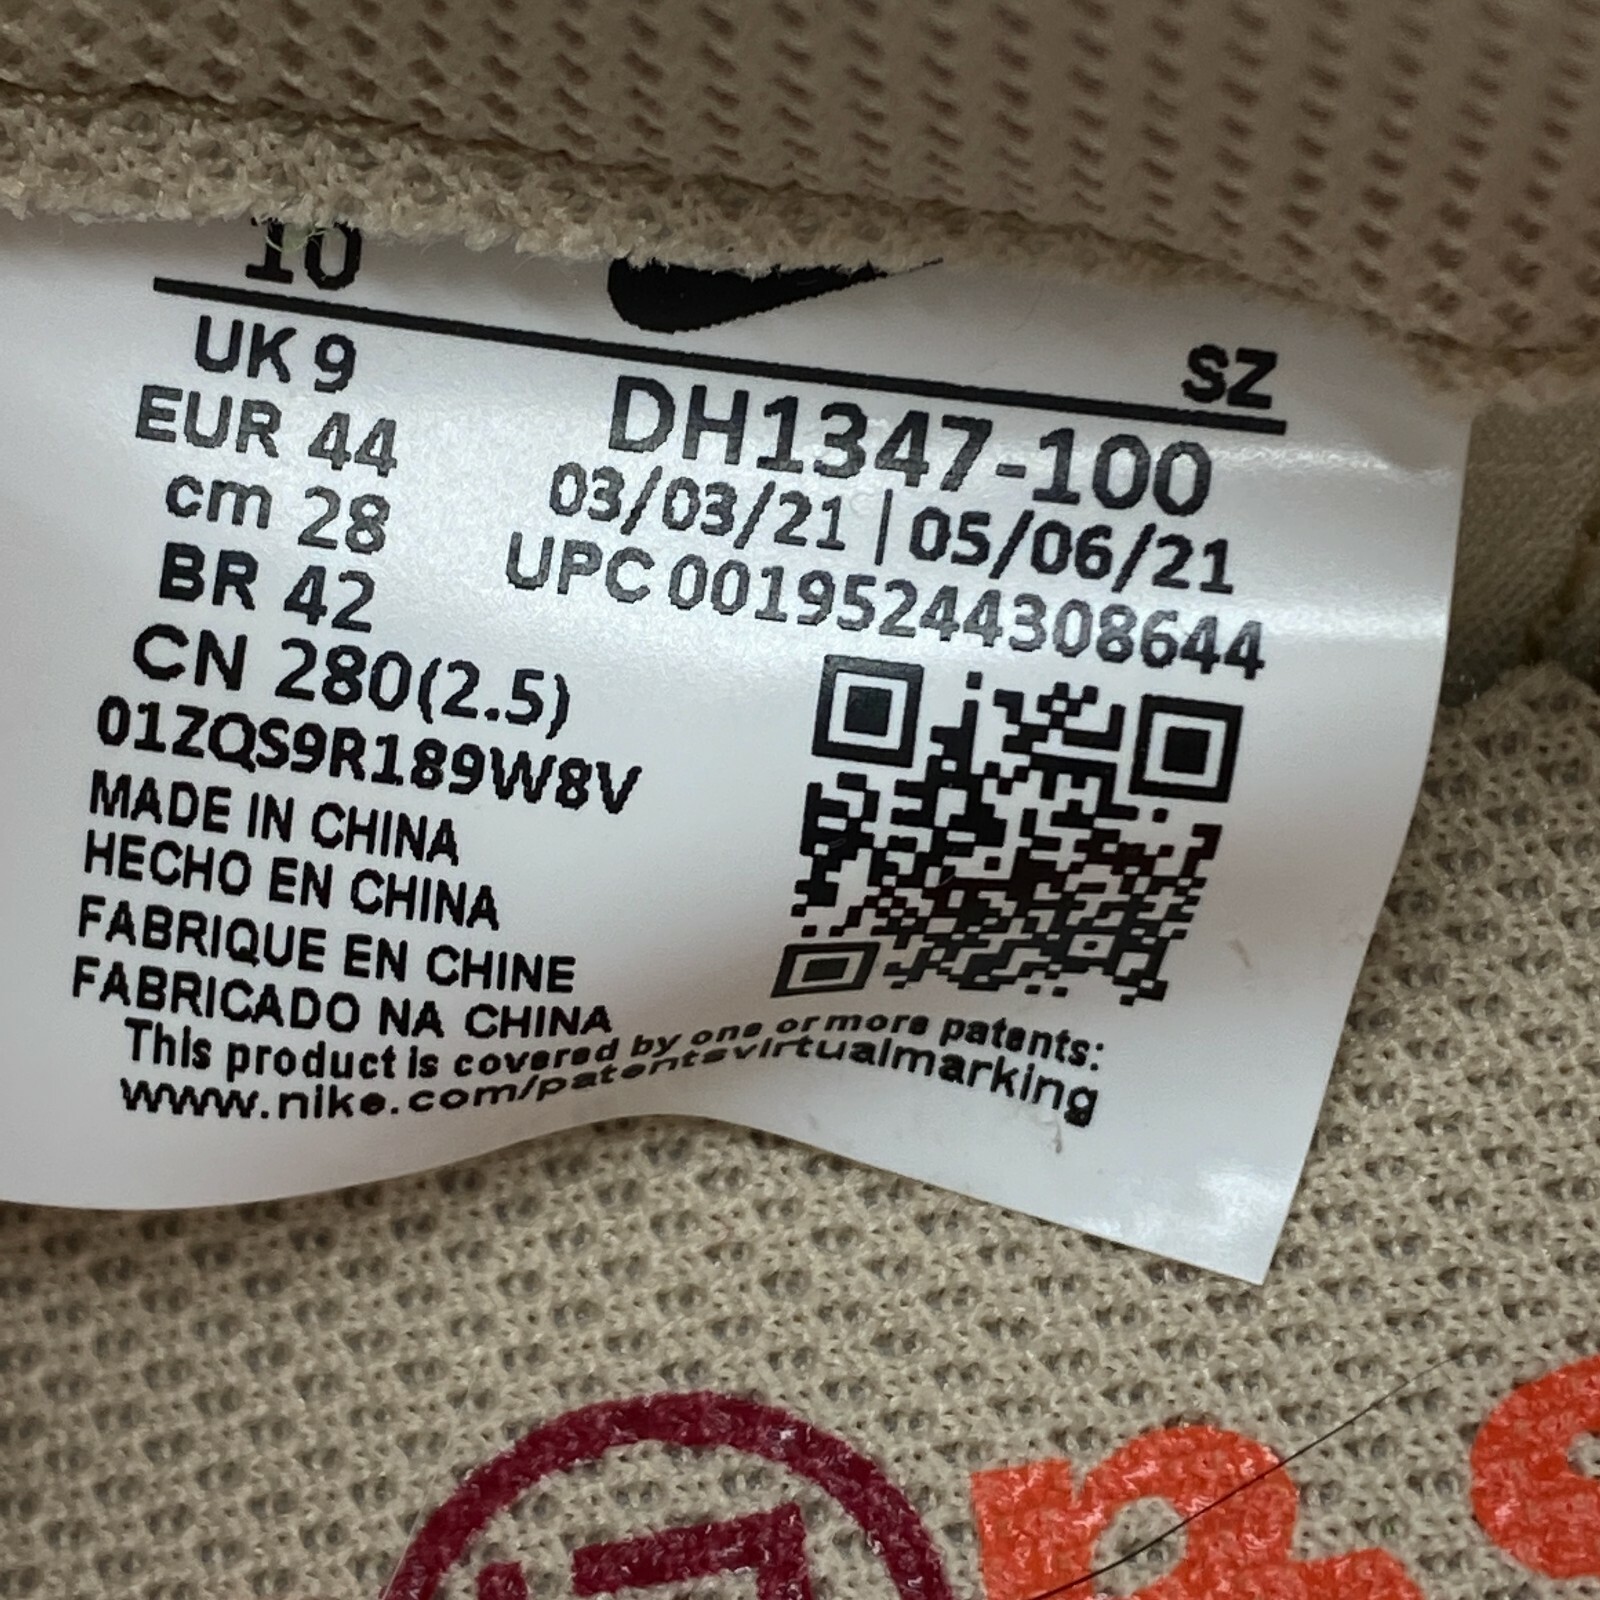 10
SZ
UK 9
EUR 44
cm 28
BR 42
CN 280(2.5)
01ZQS9R189W8V
DH1347-100
03/03/21 | 05/06/21
UPC 00195244308644
MADE IN CHINA
HECHO EN CHINA
FABRIQUE EN CHINE
FABRICADO NA CHINA
This product is covered by one or more patents:
www.nike.com/patentsvirtualmarking